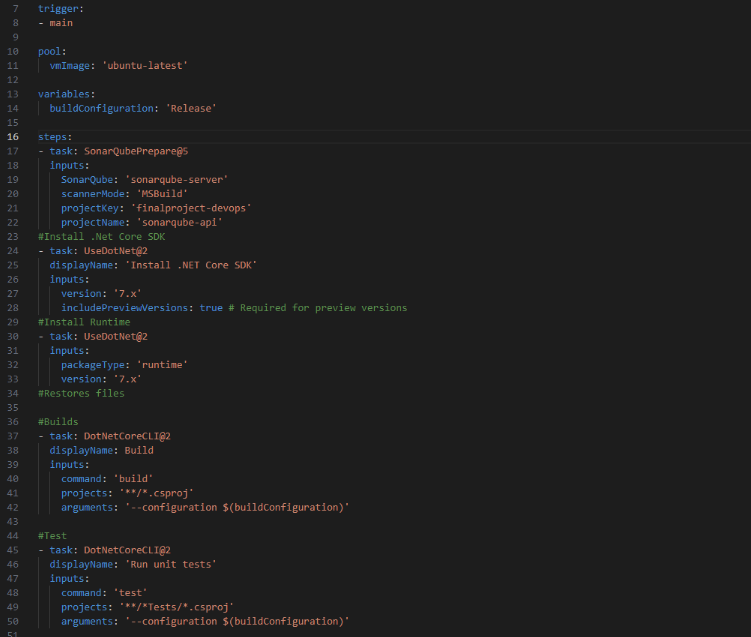 7 trigger:
8 - main
9
10 pool:
11 vmImage: 'ubuntu-latest'
12
13 variables:
14 buildConfiguration: 'Release'
15
16 steps:
17 - task: SonarQubePrepare@5
18 inputs:
19 SonarQube: 'sonarqube-server'
20 scannerMode: 'MSBuild'
21 projectKey: 'finalproject-devops'
22 projectName: 'sonarqube-api'
23 #Install .Net Core SDK
24 - task: UseDotNet@2
25 displayName: 'Install .NET Core SDK'
26 inputs:
27 version: '7.x'
28 includePreviewVersions: true # Required for preview versions
29 #Install Runtime
30 - task: UseDotNet@2
31 inputs:
32 packageType: 'runtime'
33 version: '7.x'
34 #Restores files
35
36 #Builds
37 - task: DotNetCoreCLI@2
38 displayName: Build
39 inputs:
40 command: 'build'
41 projects: '**/*.csproj'
42 arguments: '--configuration $(buildConfiguration)'
43
44 #Test
45 - task: DotNetCoreCLI@2
46 displayName: 'Run unit tests'
47 inputs:
48 command: 'test'
49 projects: '**/*Tests/*.csproj'
50 arguments: '--configuration $(buildConfiguration)'
51